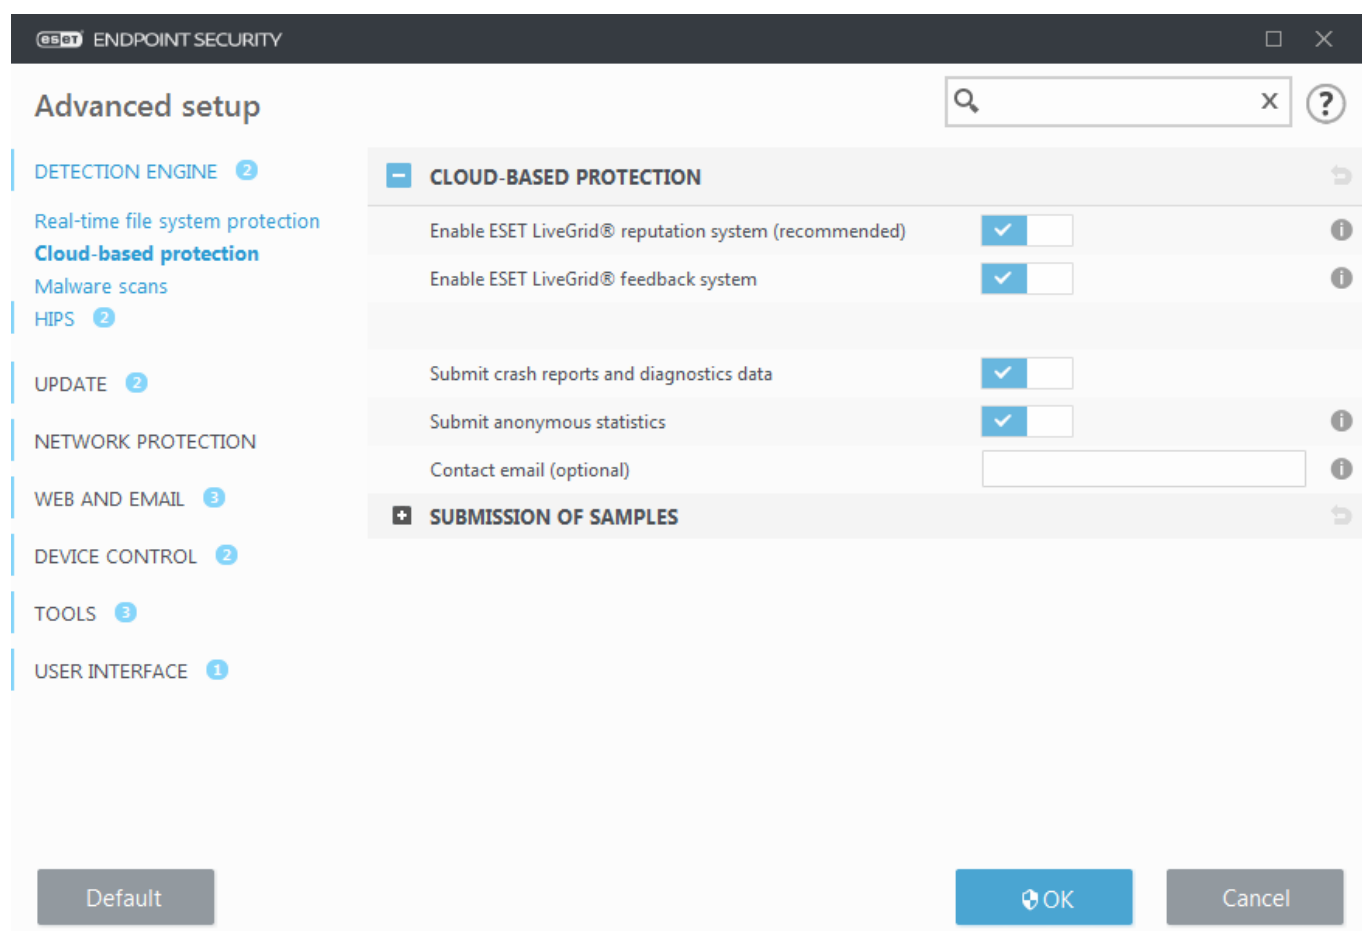 eset ENDPOINT SECURITY
Advanced setup
x
?
DETECTION ENGINE 2
Real-time file system protection
Cloud-based protection
Malware scans
HIPS 2
UPDATE 2
NETWORK PROTECTION
WEB AND EMAIL 3
DEVICE CONTROL 2
TOOLS 3
USER INTERFACE 1
CLOUD-BASED PROTECTION
Enable ESET LiveGrid® reputation system (recommended)
Enable ESET LiveGrid® feedback system
Submit crash reports and diagnostics data
Submit anonymous statistics
Contact email (optional)
SUBMISSION OF SAMPLES
Default
OK
Cancel